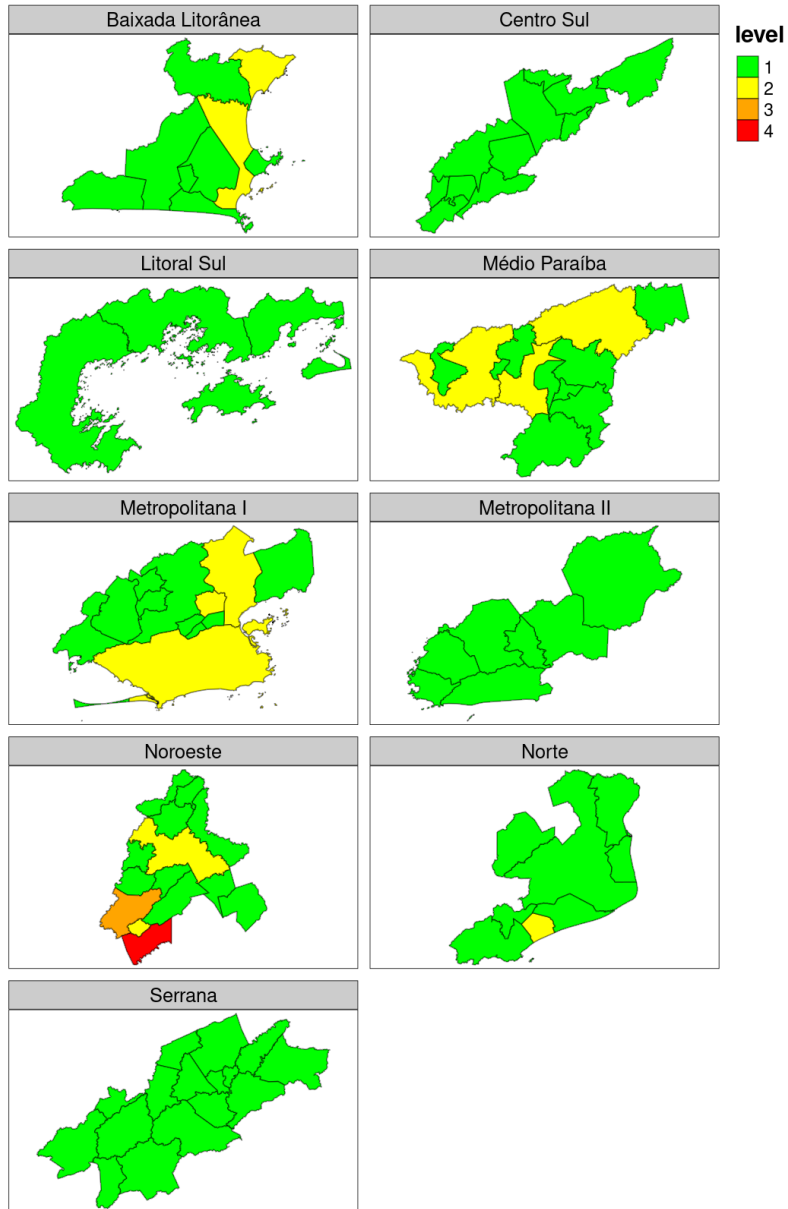 Baixada Litorânea
Centro Sul
level
1
2
3
4
Litoral Sul
Médio Paraíba
Metropolitana I
Metropolitana II
Noroeste
Norte
Serrana